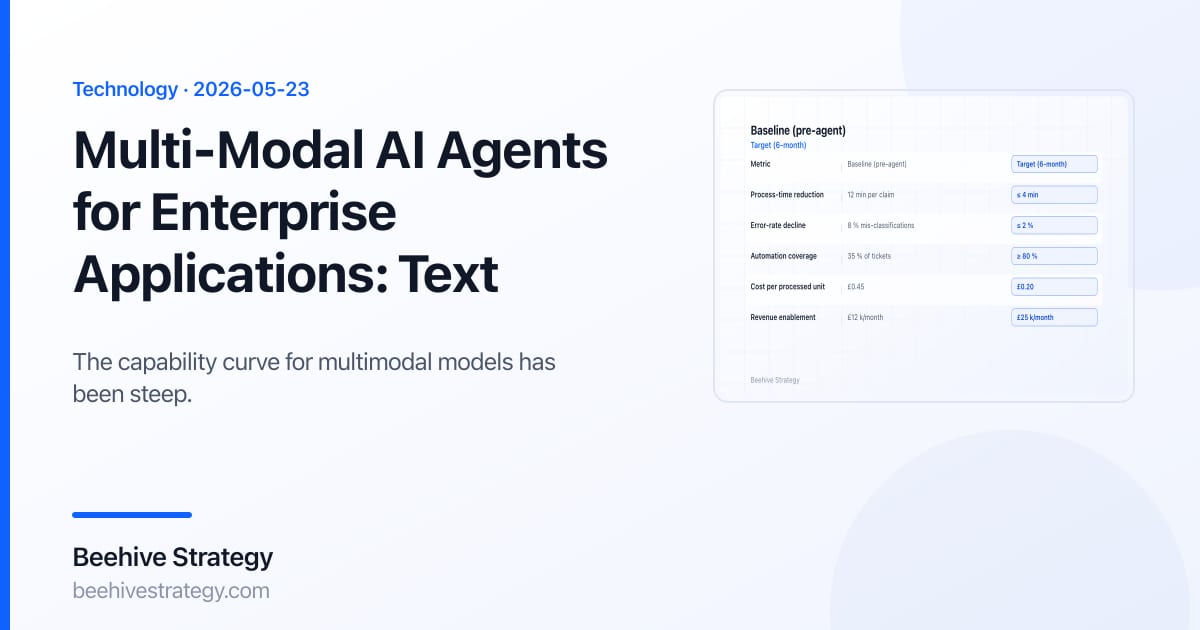 Technology · 2026-05-23
Multi-Modal AI Agents
for Enterprise
Applications: Text
The capability curve for multimodal models has
been steep.
Beehive Strategy
beehivestrategy.com
Baseline (pre-agent)
Target (6-month)
Metric Baseline (pre-agent) Target (6-month)
Process-time reduction 12 min per claim ≤ 4 min
Error-rate decline 8 % mis-classifications ≤ 2 %
Automation coverage 35 % of tickets ≥ 80 %
Cost per processed unit £0.45 £0.20
Revenue enablement £12 k/month £25 k/month
Beehive Strategy